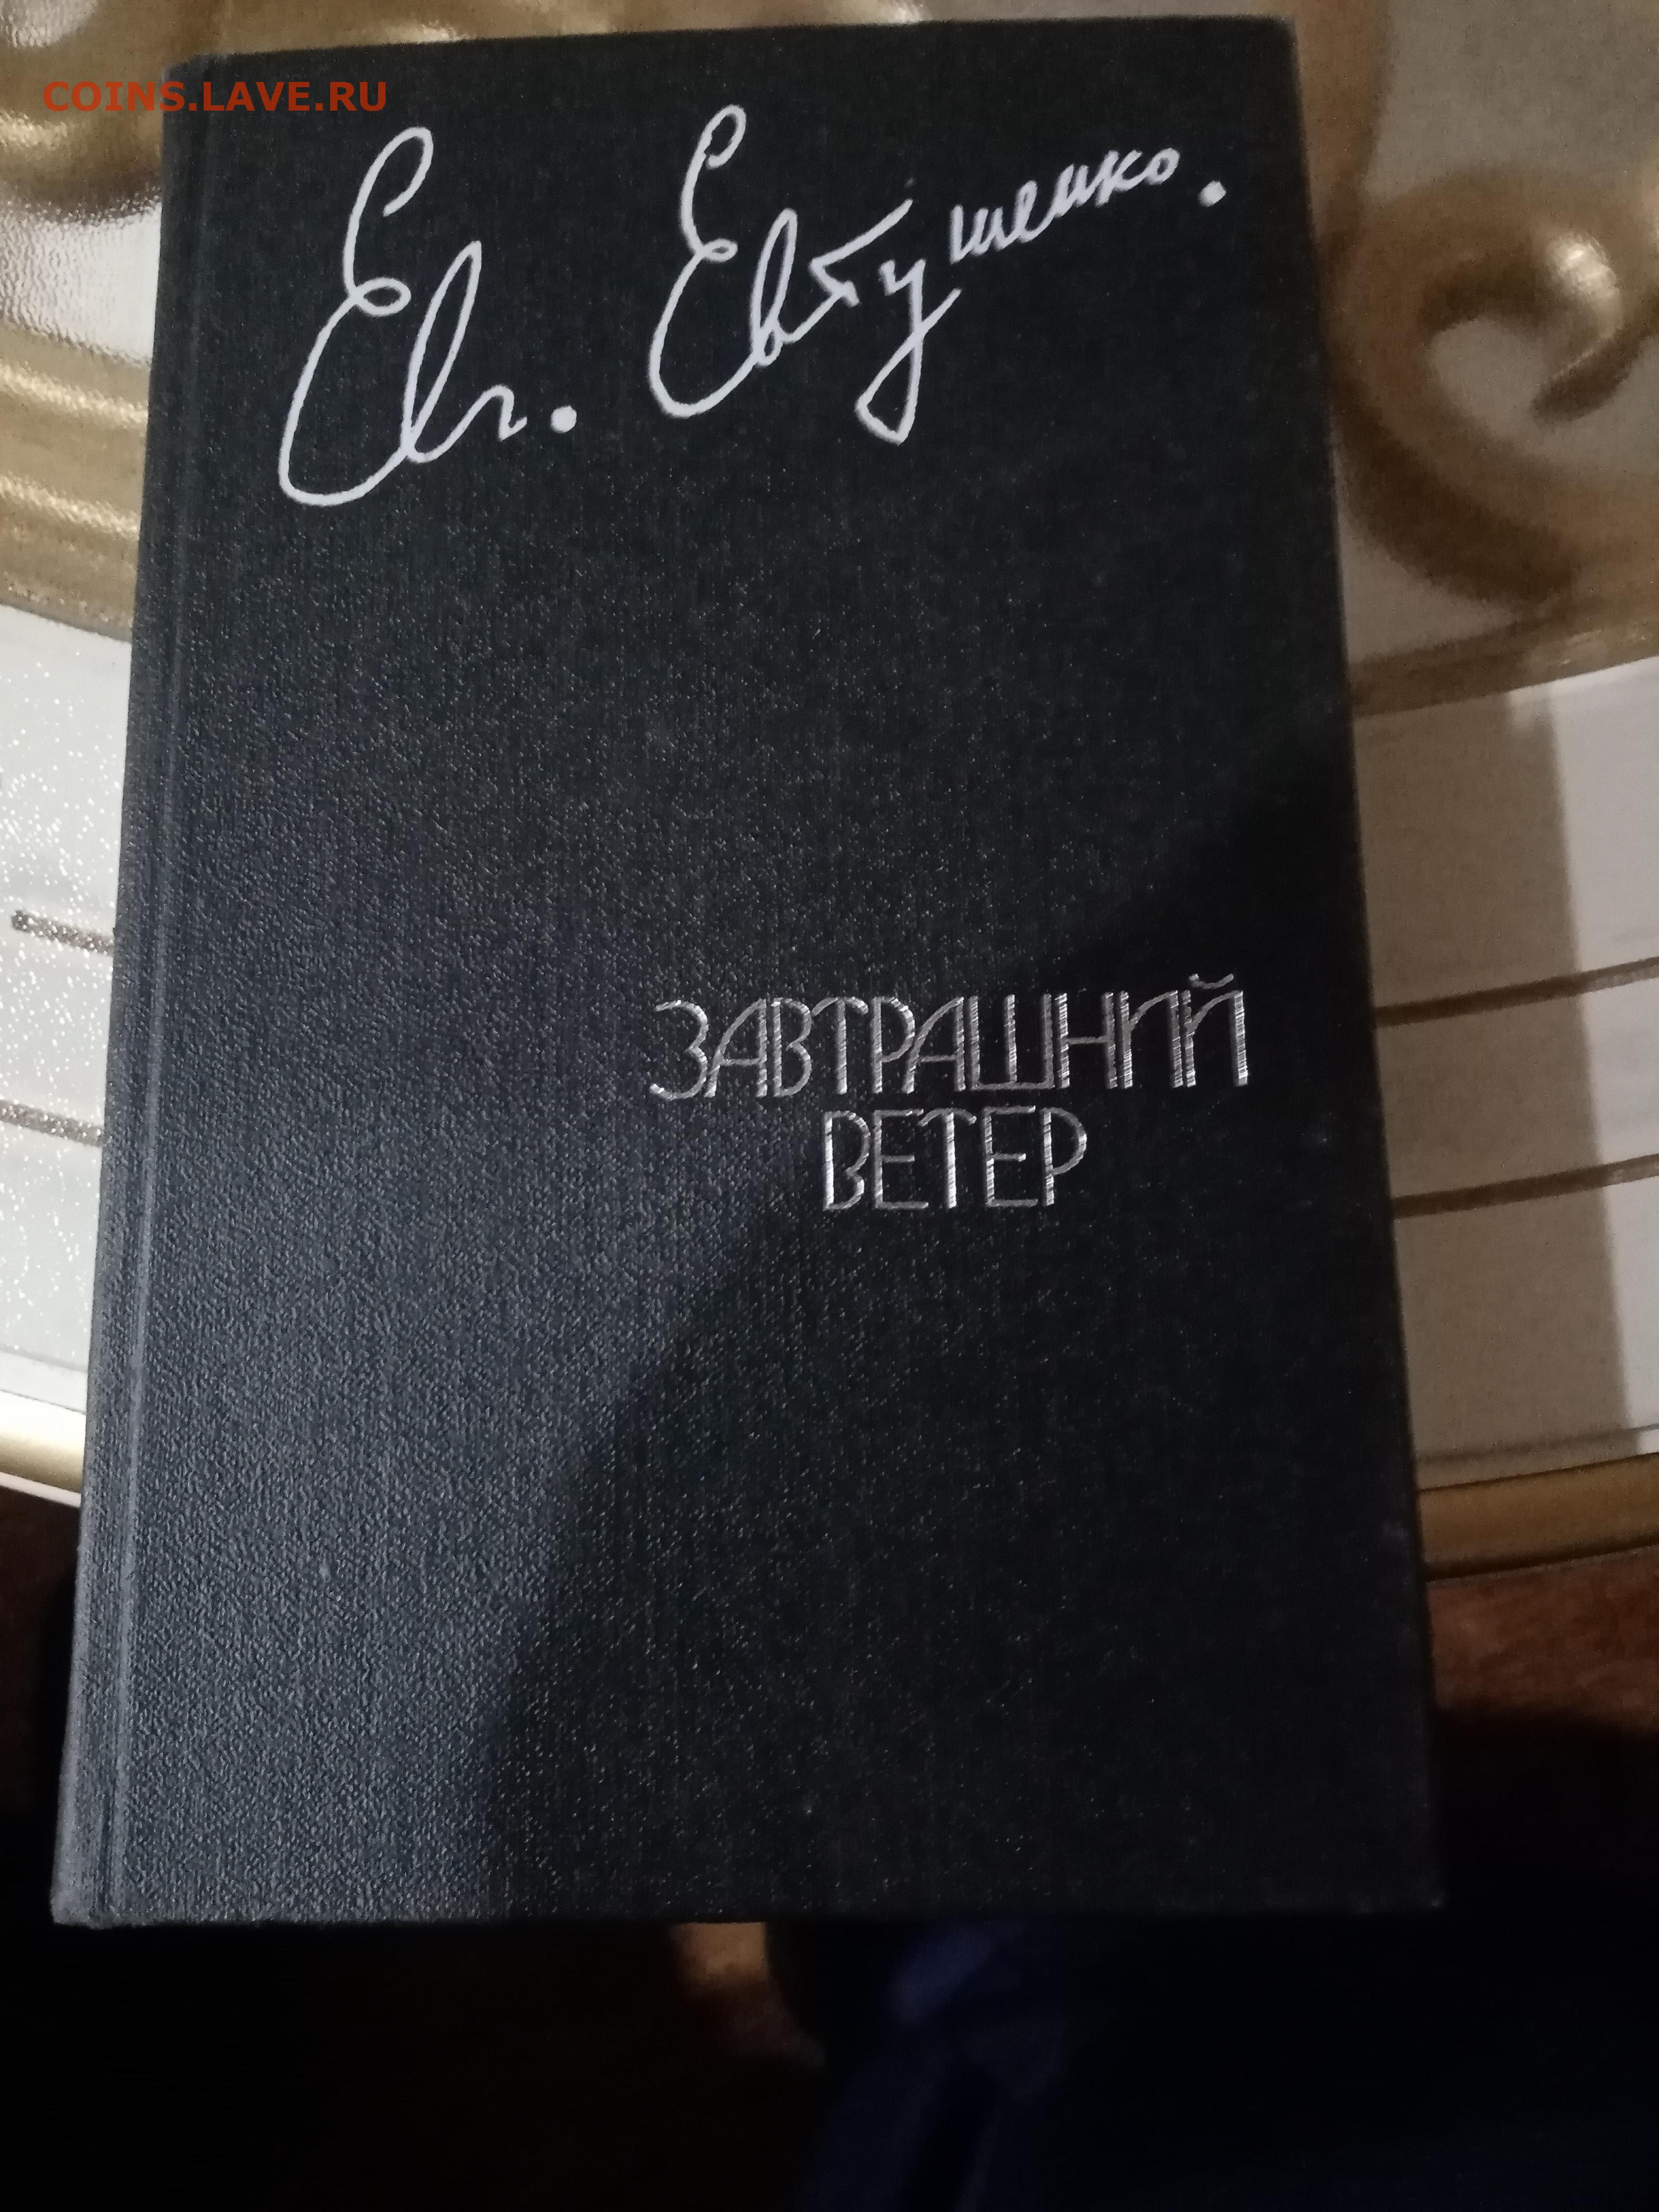 COINS.LAVE.RU
Евг. Евтушенко.
ЗАВТРАШНИЙ
ВЕТЕР